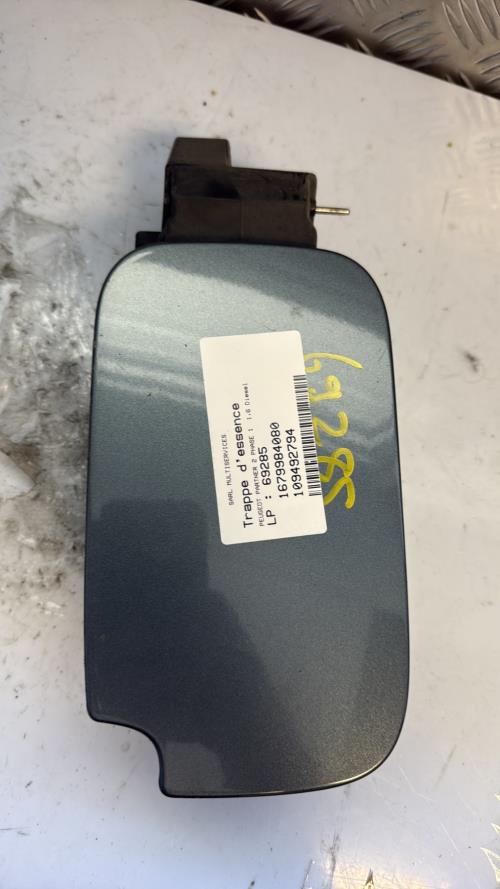 SARL MULTISERVICES
Trappe d'essence
PEUGEOT PARTNER 2 PHASE 1 1.6 Diesel
LP : 69285
1679984080
109492794
69285